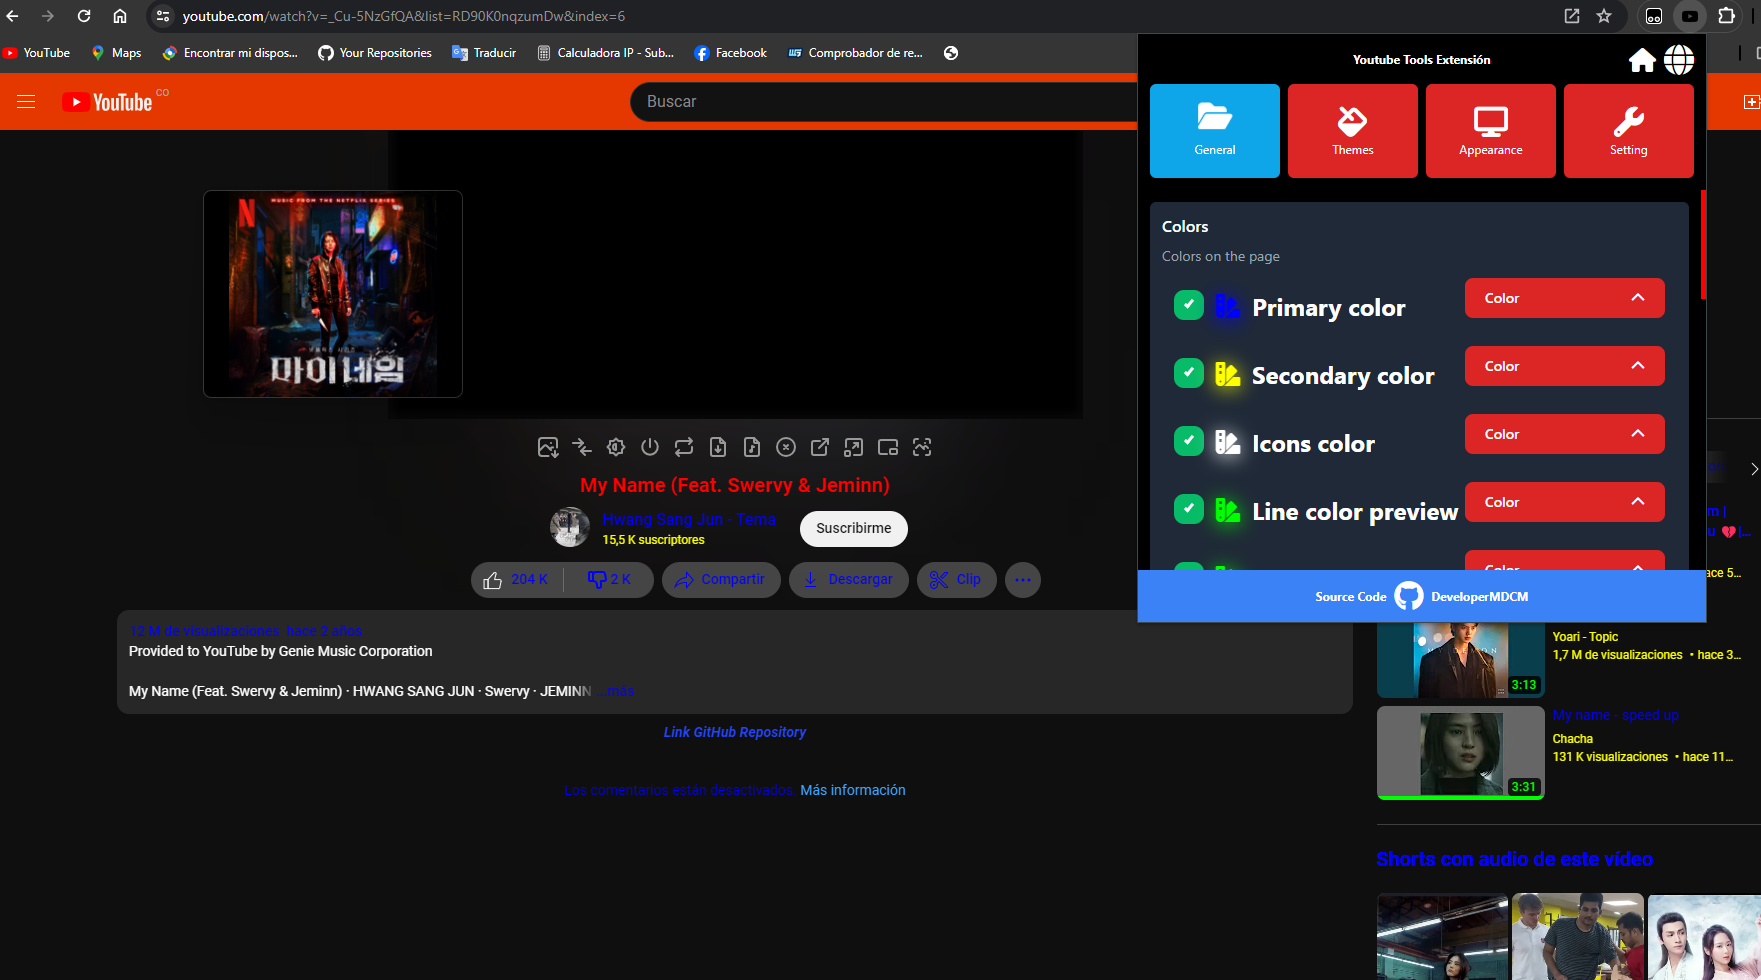 youtube.com/watch?v=_Cu-5NzGfQA&list=RD90K0nqzumDw&index=6
YouTube
Maps
Encontrar mi dispos...
Your Repositories
Traducir
Calculadora IP - Sub...
Facebook
Comprobador de re...
YouTube CO
Buscar
Youtube Tools Extensión
General
Themes
Appearance
Setting
Colors
Colors on the page
Primary color
Color
Secondary color
Color
Icons color
Color
Line color preview
Color
Color
Source Code
DeveloperMDCM
MUSIC FROM THE NETFLIX SERIES
N
마이네임
My Name (Feat. Swervy & Jeminn)
Hwang Sang Jun - Tema
15,5 K suscriptores
Suscribirme
204 K
2 K
Compartir
Descargar
Clip
12 M de visualizaciones hace 2 años
Provided to YouTube by Genie Music Corporation
My Name (Feat. Swervy & Jeminn) · HWANG SANG JUN · Swervy · JEMINN ...más
Link GitHub Repository
Los comentarios están desactivados. Más información
m |
u 💔|...
ace 5...
Yoari - Topic
1,7 M de visualizaciones • hace 3...
3:13
My name - speed up
Chacha
131 K visualizaciones • hace 11...
3:31
Shorts con audio de este vídeo